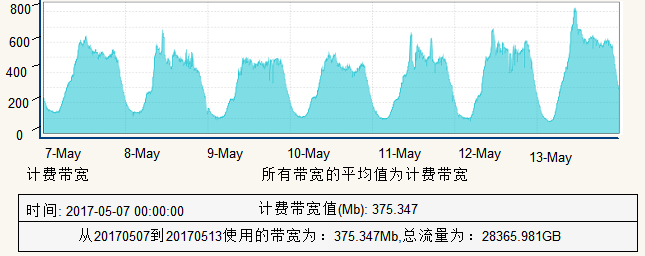 800
600
400
200
0
7-May 8-May 9-May 10-May 11-May 12-May 13-May
计费带宽 所有带宽的平均值为计费带宽
时间: 2017-05-07 00:00:00 计费带宽值(Mb): 375.347
从20170507到20170513使用的带宽为：375.347Mb,总流量为：28365.981GB